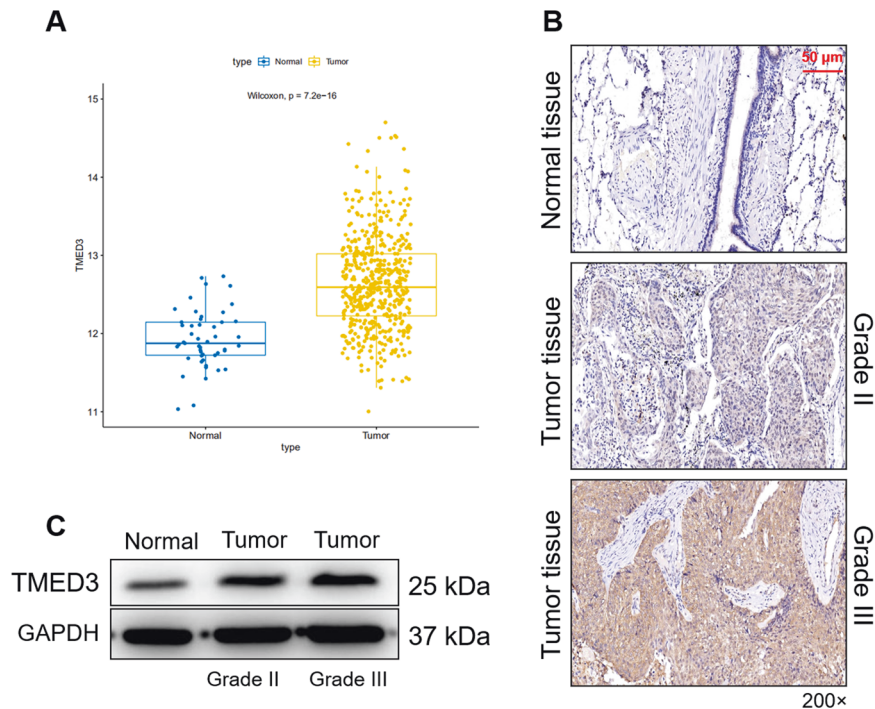 A
type Normal Tumor
Wilcoxon, p = 7.2e−16
TMED3
15
14
13
12
11
Normal Tumor
type
B
50 µm
Normal tissue
Tumor tissue
Grade II
Tumor tissue
Grade III
200×
C
Normal Tumor Tumor
TMED3 25 kDa
GAPDH 37 kDa
Grade II Grade III